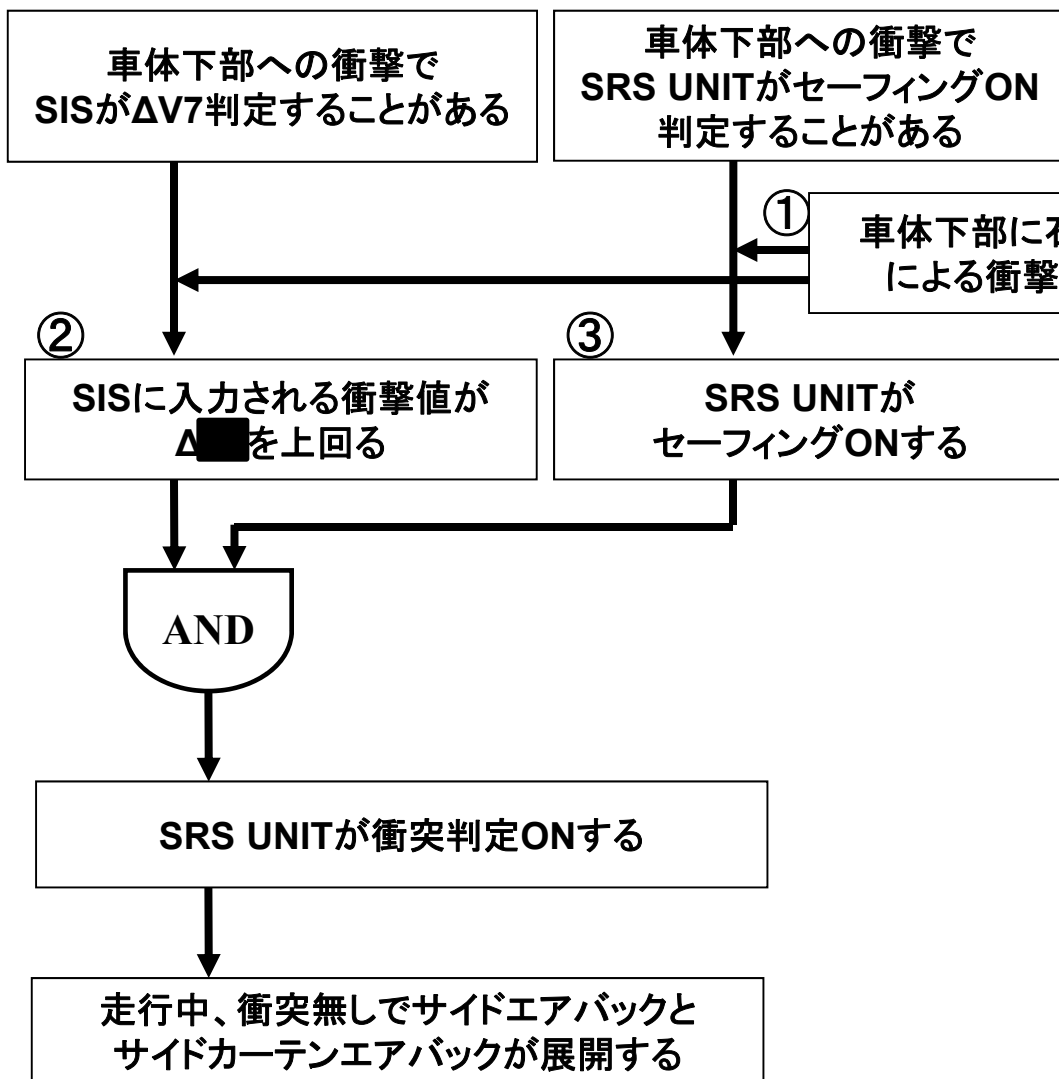 車体下部への衝撃で
SISがΔV7判定することがある
車体下部への衝撃で
SRS UNITがセーフィングON
判定することがある
①
車体下部に
による衝撃
②
SISに入力される衝撃値が
Δ を上回る
③
SRS UNITが
セーフィングONする
AND
SRS UNITが衝突判定ONする
走行中、衝突無しでサイドエアバックと
サイドカーテンエアバックが展開する